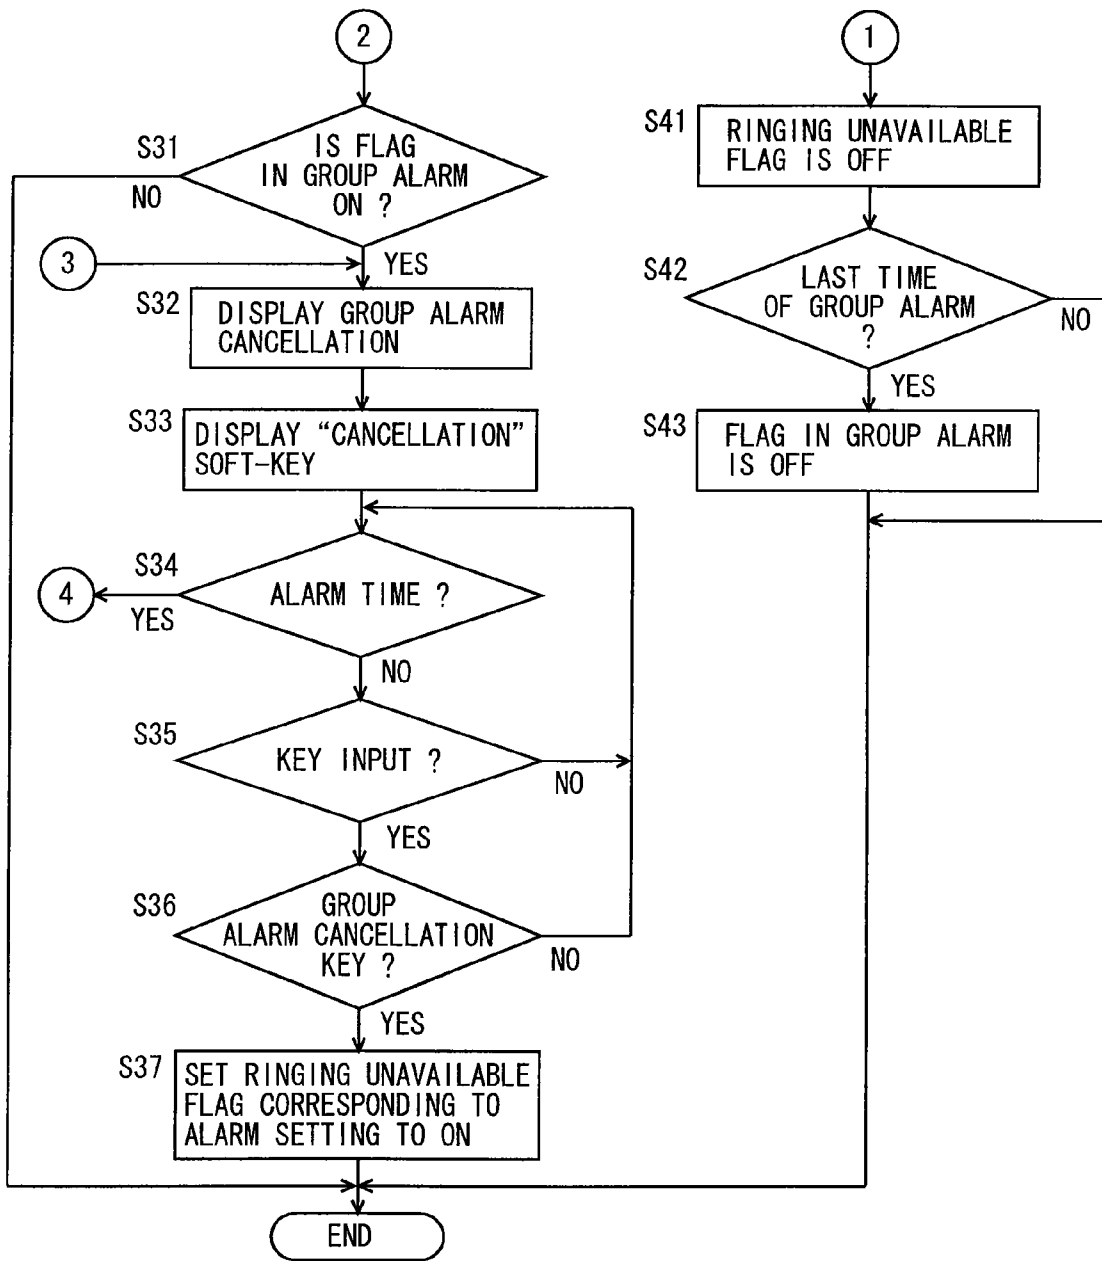 2
S31
IS FLAG
IN GROUP ALARM
ON ?
NO
YES
3
S32
DISPLAY GROUP ALARM
CANCELLATION
S33
DISPLAY “CANCELLATION”
SOFT-KEY
S34
ALARM TIME ?
4
YES
NO
S35
KEY INPUT ?
NO
YES
S36
GROUP
ALARM CANCELLATION
KEY ?
NO
YES
S37
SET RINGING UNAVAILABLE
FLAG CORRESPONDING TO
ALARM SETTING TO ON
END
1
S41
RINGING UNAVAILABLE
FLAG IS OFF
S42
LAST TIME
OF GROUP ALARM
?
NO
YES
S43
FLAG IN GROUP ALARM
IS OFF